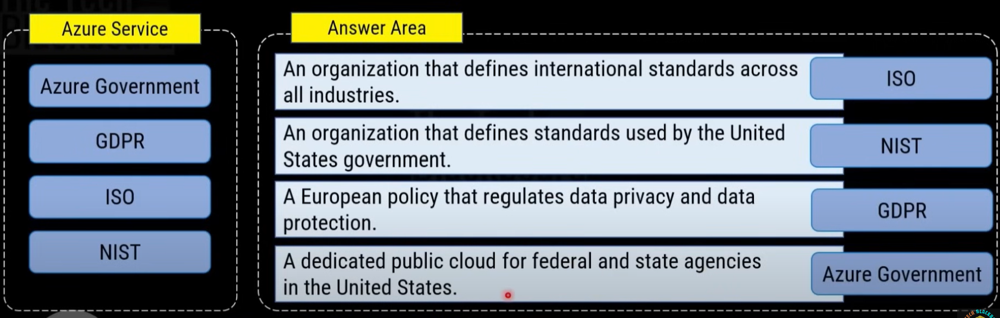 The Tech
Azure Service
Azure Government
GDPR
ISO
NIST
Answer Area
An organization that defines international standards across
all industries.
ISO
An organization that defines standards used by the United
States government.
NIST
A European policy that regulates data privacy and data
protection.
GDPR
A dedicated public cloud for federal and state agencies
in the United States.
Azure Government